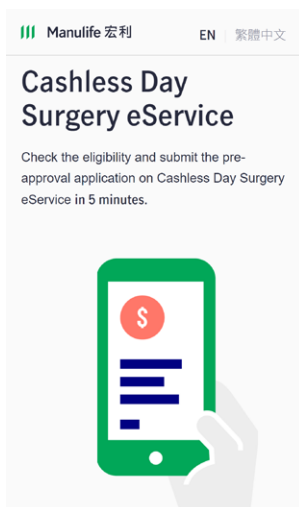 Manulife 宏利
EN | 繁體中文
Cashless Day
Surgery eService
Check the eligibility and submit the pre-
approval application on Cashless Day Surgery
eService in 5 minutes.
$